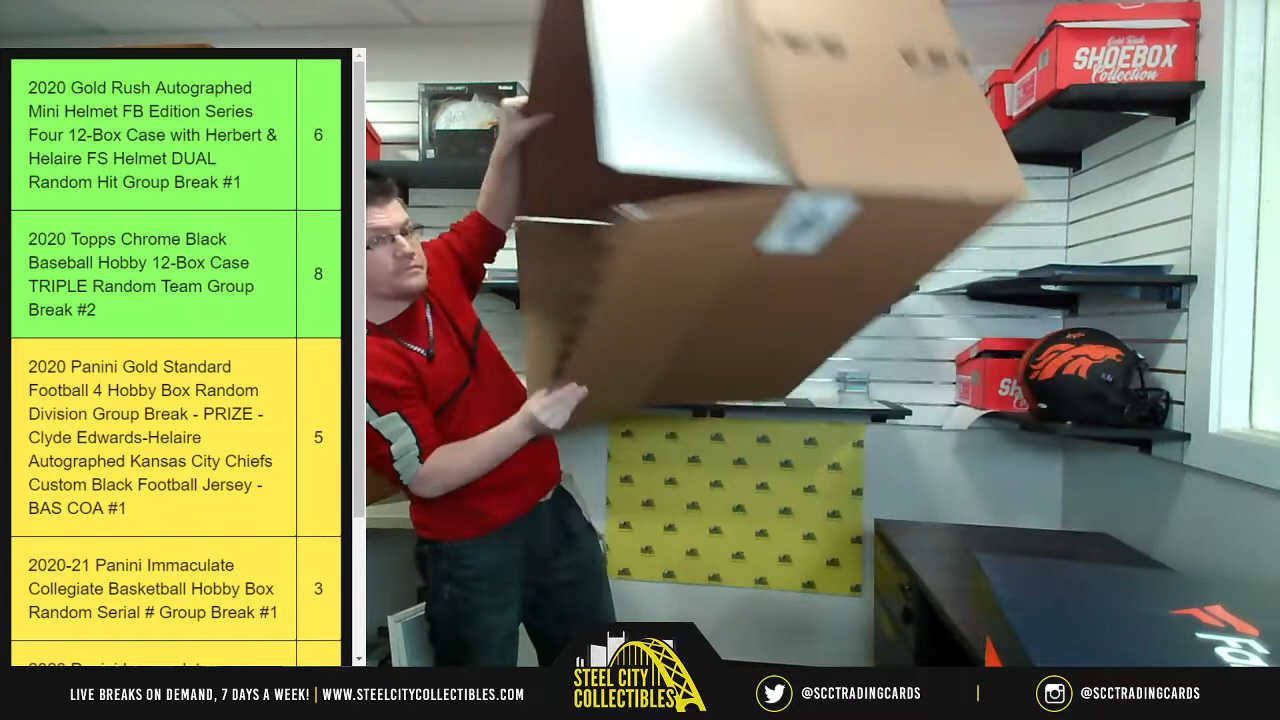 2020 Gold Rush Autographed
Mini Helmet FB Edition Series
Four 12-Box Case with Herbert &
Helaire FS Helmet DUAL
Random Hit Group Break #1
6
2020 Topps Chrome Black
Baseball Hobby 12-Box Case
TRIPLE Random Team Group
Break #2
8
2020 Panini Gold Standard
Football 4 Hobby Box Random
Division Group Break - PRIZE -
Clyde Edwards-Helaire
Autographed Kansas City Chiefs
Custom Black Football Jersey -
BAS COA #1
5
2020-21 Panini Immaculate
Collegiate Basketball Hobby Box
Random Serial # Group Break #1
3
Gold Rush
SHOEBOX
Collection
SH
LIVE BREAKS ON DEMAND, 7 DAYS A WEEK! | WWW.STEELCITYCOLLECTIBLES.COM
STEEL CITY
COLLECTIBLES
@SCCTRADINGCARDS
@SCCTRADINGCARDS